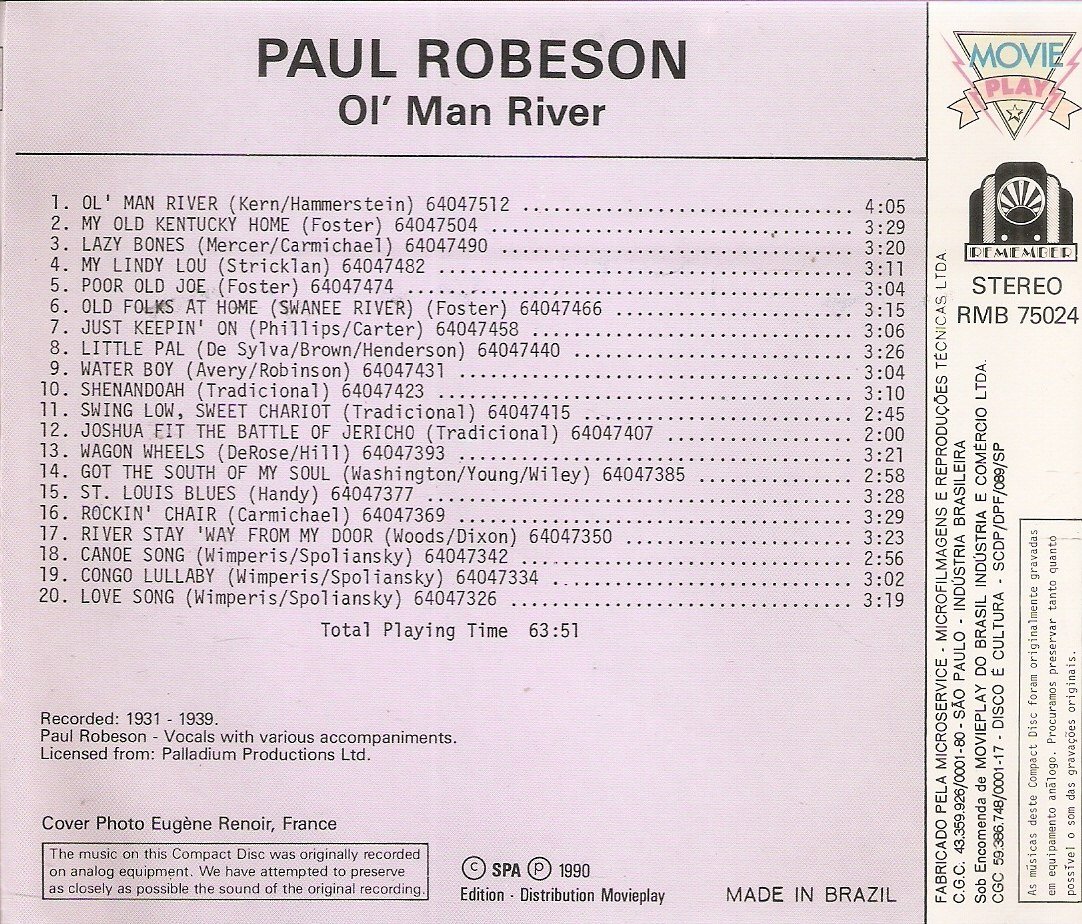 PAUL ROBESON
Ol' Man River
1. OL' MAN RIVER (Kern/Hammerstein) 64047512 ................................ 4:05
2. MY OLD KENTUCKY HOME (Foster) 64047504 ................................... 3:29
3. LAZY BONES (Mercer/Carmichael) 64047490 .................................. 3:20
4. MY LINDY LOU (Stricklan) 64047482 ........................................ 3:11
5. POOR OLD JOE (Foster) 64047474 ........................................... 3:04
6. OLD FOLKS AT HOME (SWANEE RIVER) (Foster) 64047466 ....................... 3:15
7. JUST KEEPIN' ON (Phillips/Carter) 64047458 ............................... 3:06
8. LITTLE PAL (De Sylva/Brown/Henderson) 64047440 ........................... 3:26
9. WATER BOY (Avery/Robinson) 64047431 ...................................... 3:04
10. SHENANDOAH (Tradicional) 64047423 ........................................ 3:10
11. SWING LOW, SWEET CHARIOT (Tradicional) 64047415 .......................... 2:45
12. JOSHUA FIT THE BATTLE OF JERICHO (Tradicional) 64047407 .................. 2:00
13. WAGON WHEELS (DeRose/Hill) 64047393 ...................................... 3:21
14. GOT THE SOUTH OF MY SOUL (Washington/Young/Wiley) 64047385 ............... 2:58
15. ST. LOUIS BLUES (Handy) 64047377 ......................................... 3:28
16. ROCKIN' CHAIR (Carmichael) 64047369 ...................................... 3:29
17. RIVER STAY 'WAY FROM MY DOOR (Woods/Dixon) 64047350 ...................... 3:23
18. CANOE SONG (Wimperis/Spoliansky) 64047342 ................................ 2:56
19. CONGO LULLABY (Wimperis/Spoliansky) 64047334 ............................. 3:02
20. LOVE SONG (Wimperis/Spoliansky) 64047326 ................................. 3:19
Total Playing Time 63:51
Recorded: 1931 - 1939.
Paul Robeson - Vocals with various accompaniments.
Licensed from: Palladium Productions Ltd.
Cover Photo Eugène Renoir, France
The music on this Compact Disc was originally recorded
on analog equipment. We have attempted to preserve
as closely as possible the sound of the original recording.
© SPA ℗ 1990
Edition · Distribution Movieplay
MADE IN BRAZIL
MOVIE
PLAY
REMEMBER
STEREO
RMB 75024
FABRICADO PELA MICROSERVICE - MICROFILMAGENS E REPRODUÇÕES TÉCNICAS LTDA
C.G.C. 43.359.926/0001-80 - SÃO PAULO - INDÚSTRIA BRASILEIRA
Sob Encomenda de MOVIEPLAY DO BRASIL INDÚSTRIA E COMÉRCIO LTDA.
CGC 59.386.748/0001-17 - DISCO É CULTURA - SCDP/DPF/089/SP
As músicas deste Compact Disc foram originalmente gravadas
em equipamento análogo. Procuramos preservar tanto quanto
possível o som das gravações originais.